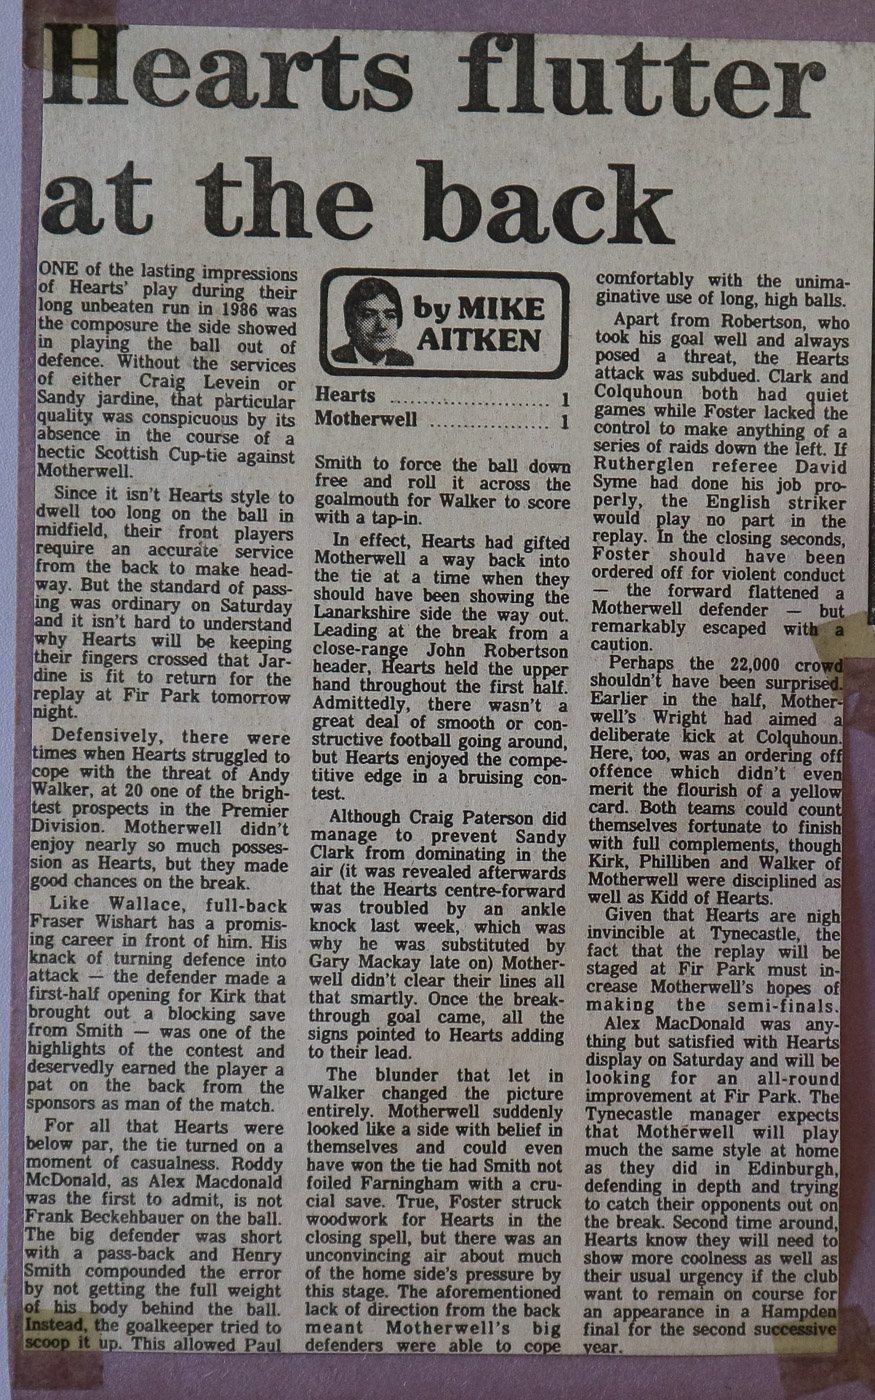 Hearts flutter
at the back
ONE of the lasting impressions
of Hearts' play during their
long unbeaten run in 1986 was
the composure the side showed
in playing the ball out of
defence. Without the services
of either Craig Levein or
Sandy jardine, that particular
quality was conspicuous by its
absence in the course of a
hectic Scottish Cup-tie against
Motherwell.
Since it isn't Hearts style to
dwell too long on the ball in
midfield, their front players
require an accurate service
from the back to make head-
way. But the standard of pass-
ing was ordinary on Saturday
and it isn't hard to understand
why Hearts will be keeping
their fingers crossed that Jar-
dine is fit to return for the
replay at Fir Park tomorrow
night.
Defensively, there were
times when Hearts struggled to
cope with the threat of Andy
Walker, at 20 one of the brigh-
test prospects in the Premier
Division. Motherwell didn't
enjoy nearly so much posses-
sion as Hearts, but they made
good chances on the break.
Like Wallace, full-back
Fraser Wishart has a promis-
ing career in front of him. His
knack of turning defence into
attack — the defender made a
first-half opening for Kirk that
brought out a blocking save
from Smith — was one of the
highlights of the contest and
deservedly earned the player a
pat on the back from the
sponsors as man of the match.
For all that Hearts were
below par, the tie turned on a
moment of casualness. Roddy
McDonald, as Alex Macdonald
was the first to admit, is not
Frank Beckehbauer on the ball.
The big defender was short
with a pass-back and Henry
Smith compounded the error
by not getting the full weight
of his body behind the ball.
Instead, the goalkeeper tried to
scoop it up. This allowed Paul
by MIKE
AITKEN
Hearts ........................ 1
Motherwell .................. 1
Smith to force the ball down
free and roll it across the
goalmouth for Walker to score
with a tap-in.
In effect, Hearts had gifted
Motherwell a way back into
the tie at a time when they
should have been showing the
Lanarkshire side the way out.
Leading at the break from a
close-range John Robertson
header, Hearts held the upper
hand throughout the first half.
Admittedly, there wasn't a
great deal of smooth or con-
structive football going around,
but Hearts enjoyed the compe-
titive edge in a bruising con-
test.
Although Craig Paterson did
manage to prevent Sandy
Clark from dominating in the
air (it was revealed afterwards
that the Hearts centre-forward
was troubled by an ankle
knock last week, which was
why he was substituted by
Gary Mackay late on) Mother-
well didn't clear their lines all
that smartly. Once the break-
through goal came, all the
signs pointed to Hearts adding
to their lead.
The blunder that let in
Walker changed the picture
entirely. Motherwell suddenly
looked like a side with belief in
themselves and could even
have won the tie had Smith not
foiled Farningham with a cru-
cial save. True, Foster struck
woodwork for Hearts in the
closing spell, but there was an
unconvincing air about much
of the home side's pressure by
this stage. The aforementioned
lack of direction from the back
meant Motherwell's big
defenders were able to cope
comfortably with the unima-
ginative use of long, high balls.
Apart from Robertson, who
took his goal well and always
posed a threat, the Hearts
attack was subdued. Clark and
Colquhoun both had quiet
games while Foster lacked the
control to make anything of a
series of raids down the left. If
Rutherglen referee David
Syme had done his job pro-
perly, the English striker
would play no part in the
replay. In the closing seconds,
Foster should have been
ordered off for violent conduct
— the forward flattened a
Motherwell defender — but
remarkably escaped with a
caution.
Perhaps the 22,000 crowd
shouldn't have been surprised.
Earlier in the half, Mother-
well's Wright had aimed a
deliberate kick at Colquhoun.
Here, too, was an ordering off
offence which didn't even
merit the flourish of a yellow
card. Both teams could count
themselves fortunate to finish
with full complements, though
Kirk, Philliben and Walker of
Motherwell were disciplined as
well as Kidd of Hearts.
Given that Hearts are nigh
invincible at Tynecastle, the
fact that the replay will be
staged at Fir Park must in-
crease Motherwell's hopes of
making the semi-finals.
Alex MacDonald was any-
thing but satisfied with Hearts
display on Saturday and will be
looking for an all-round
improvement at Fir Park. The
Tynecastle manager expects
that Motherwell will play
much the same style at home
as they did in Edinburgh,
defending in depth and trying
to catch their opponents out on
the break. Second time around,
Hearts know they will need to
show more coolness as well as
their usual urgency if the club
want to remain on course for
an appearance in a Hampden
final for the second successive
year.